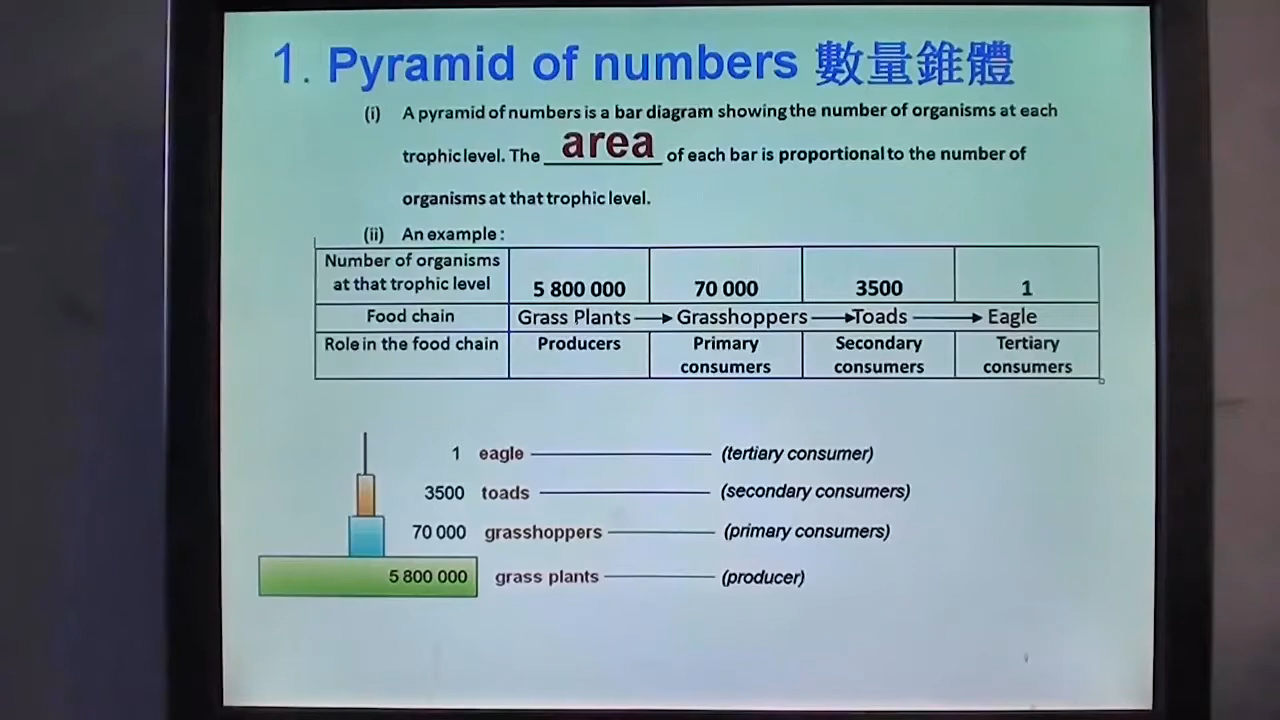 1. Pyramid of numbers 數量錐體
(i) A pyramid of numbers is a bar diagram showing the number of organisms at each
trophic level. The area of each bar is proportional to the number of
organisms at that trophic level.
(ii) An example :
Number of organisms at that trophic level 5 800 000 70 000 3500 1
Food chain Grass Plants Grasshoppers Toads Eagle
Role in the food chain Producers Primary consumers Secondary consumers Tertiary consumers
1 eagle (tertiary consumer)
3500 toads (secondary consumers)
70 000 grasshoppers (primary consumers)
5 800 000 grass plants (producer)